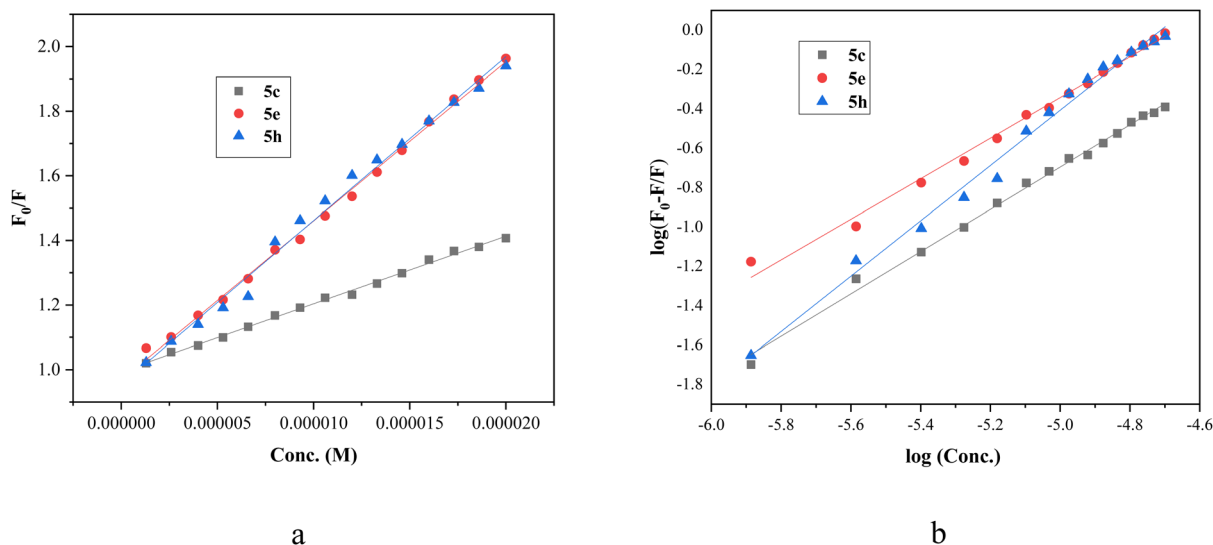 2.0
1.8
1.6
1.4
1.2
1.0
F0/F
5c
5e
5h
0.000000 0.000005 0.000010 0.000015 0.000020
Conc. (M)
a
0.0
-0.2
-0.4
-0.6
-0.8
-1.0
-1.2
-1.4
-1.6
-1.8
log(F0-F/F)
5c
5e
5h
-6.0 -5.8 -5.6 -5.4 -5.2 -5.0 -4.8 -4.6
log (Conc.)
b